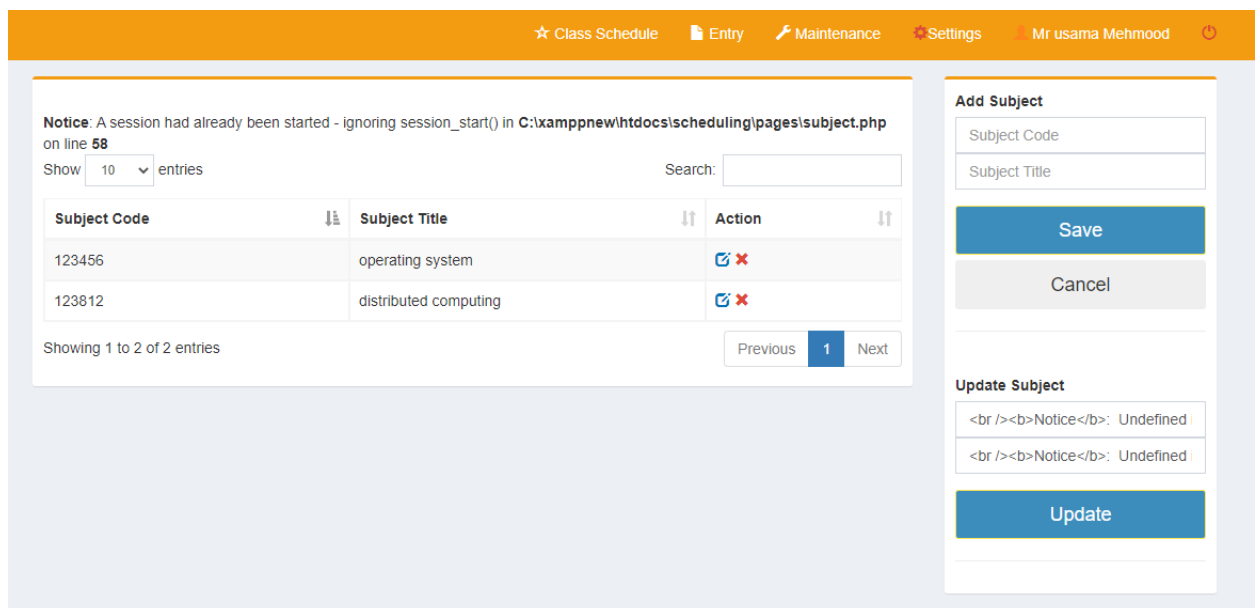 Class Schedule Entry Maintenance Settings Mr usama Mehmood
Notice: A session had already been started - ignoring session_start() in C:\xamppnew\htdocs\scheduling\pages\subject.php
on line 58
Show 10 entries Search:
Subject Code Subject Title Action
123456 operating system
123812 distributed computing
Showing 1 to 2 of 2 entries Previous 1 Next
Add Subject
Subject Code
Subject Title
Save
Cancel
Update Subject
<br /><b>Notice</b>: Undefined
<br /><b>Notice</b>: Undefined
Update